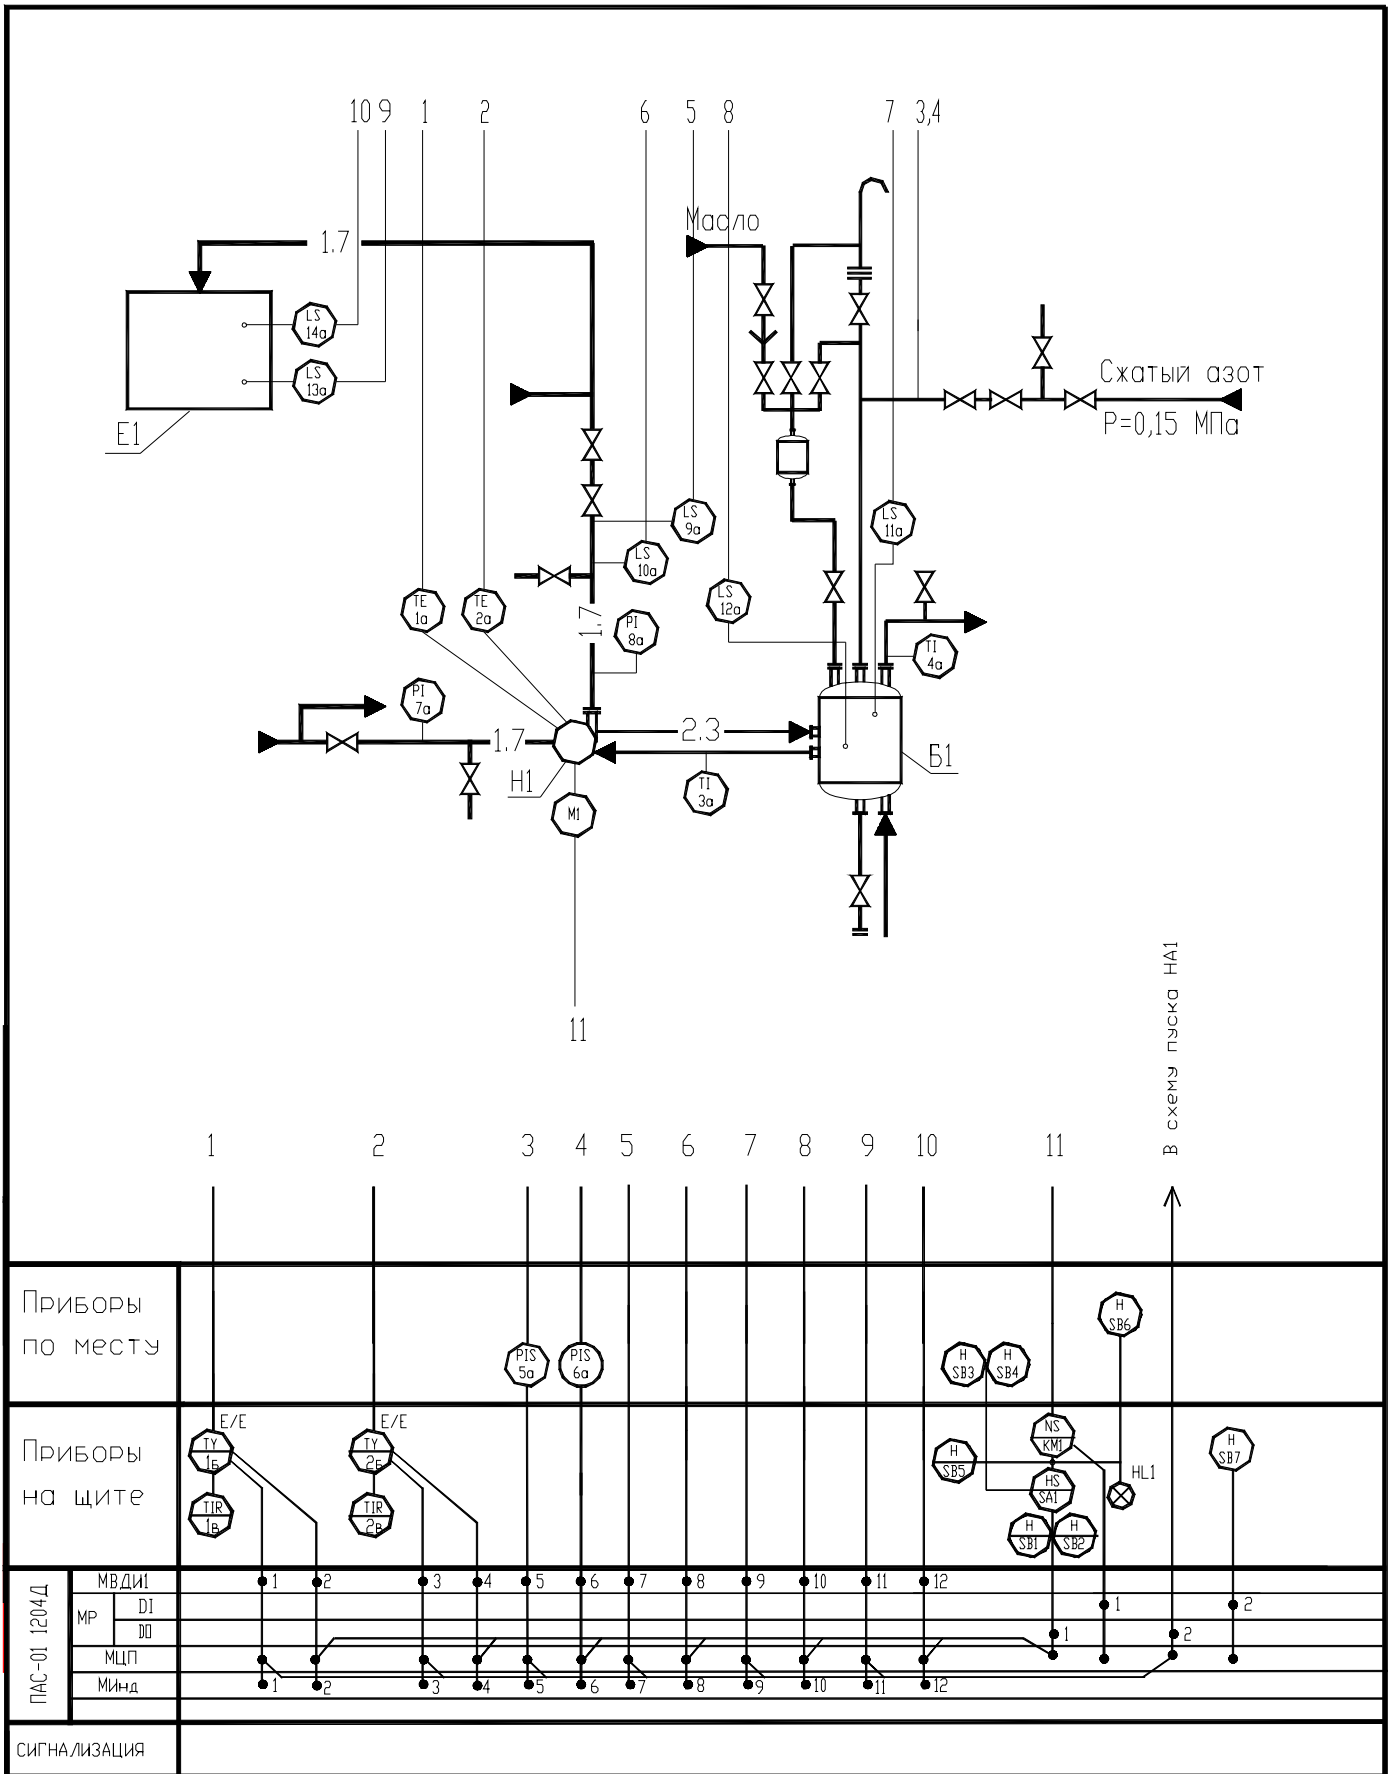 10 9 1 2 6 5 8 7 3,4
Масло
1.7
LS
14а
LS
13а
Е1
Сжатый азот
Р=0,15 МПа
LS
9а
LS
10а
LS
11а
LS
12а
TE
1а
TE
2а
1.7
PI
8а
TI
4а
PI
7а
1.7
2.3
Н1
TI
3а
Б1
М1
11
В схему пуска НА1
1 2 3 4 5 6 7 8 9 10 11
Приборы
по месту
PIS
5а
PIS
6а
H
SB3
H
SB4
H
SB6
Приборы
на щите
E/E
TY
1Б
TIR
1В
E/E
TY
2Б
TIR
2В
NS
KM1
H
SB5
HS
SA1
HL1
H
SB1
H
SB2
H
SB7
ПАС-01 1204Д
МВДИ1 1 2 3 4 5 6 7 8 9 10 11 12
МР
DI 1 2
DO 1 2
МЦП
МИнд 1 2 3 4 5 6 7 8 9 10 11 12
СИГНАЛИЗАЦИЯ